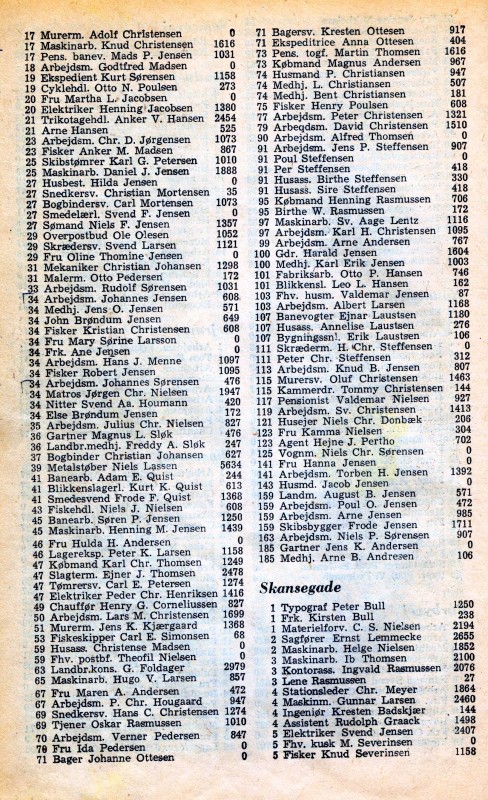 17 Murerm. Adolf Christensen 0
17 Maskinarb. Knud Christensen 1616
17 Pens. banev. Mads P. Jensen 1031
18 Arbejdsm. Godtfred Madsen 0
19 Ekspedient Kurt Sørensen 1158
19 Cyklehdl. Otto N. Poulsen 273
20 Fru Martha L. Jacobsen 0
20 Elektriker Henning Jacobsen 1380
21 Trikotagehdl. Anker V. Hansen 2454
21 Arne Hansen 525
23 Arbejdsm. Chr. D. Jørgensen 1073
23 Fisker Anker M. Madsen 867
25 Skibstømrer Karl G. Petersen 1010
25 Maskinarb. Daniel J. Jensen 1888
27 Husbest. Hilda Jensen 0
27 Snedkersv. Christian Mortensen 35
27 Bogbindersv. Carl Mortensen 1073
27 Smedelærl. Svend F. Jensen 0
27 Sømand Niels F. Jensen 1357
29 Overpostbud Ole Olesen 1052
29 Skrædersv. Svend Larsen 1121
29 Fru Oline Thomine Jensen 0
31 Mekaniker Christian Johansen 1298
31 Malerm. Otto Pedersen 172
33 Arbejdsm. Rudolf Sørensen 1031
34 Arbejdsm. Johannes Jensen 608
34 Medhj. Jens O. Jensen 571
34 John Brøndum Jensen 649
34 Fisker Kristian Christensen 608
34 Fru Mary Sørine Larsson 0
34 Frk. Ane Jensen 0
34 Arbejdsm. Hans J. Menne 1097
34 Fisker Robert Jensen 1095
34 Arbejdsm. Johannes Sørensen 476
34 Matros Jørgen Chr. Nielsen 1947
34 Nitter Svend Aa. Houmann 420
34 Else Brøndum Jensen 172
35 Arbejdsm. Julius Chr. Nielsen 827
36 Gartner Magnus L. Sløk 476
36 Landbr.medhj. Freddy A. Sløk 247
37 Bogbinder Christian Johansen 627
39 Metalstøber Niels Lassen 5634
41 Banearb. Adam E. Quist 244
41 Blikkenslagerl. Kurt K. Quist 613
41 Smedesvend Frode F. Quist 1368
43 Fiskehdl. Niels J. Nielsen 608
45 Banearb. Søren P. Jensen 1250
45 Maskinarb. Henning M. Jensen 1439
46 Fru Hulda H. Andersen 0
46 Lagereksp. Peter K. Larsen 1158
47 Købmand Karl Chr. Thomsen 1249
47 Slagterm. Ejner J. Thomsen 2478
47 Tømrersv. Carl E. Petersen 1274
47 Elektriker Peder Chr. Henriksen 1416
49 Chauffør Henry G. Corneliussen 827
50 Arbejdsm. Lars M. Christensen 1699
51 Murerm. Jens K. Kjærgaard 1368
53 Fiskeskipper Carl E. Simonsen 68
59 Husass. Christense Madsen 0
59 Fhv. postbf. Theofil Nielsen 0
63 Landbr.kons. G. Foldager 2979
65 Maskinarb. Hugo V. Larsen 857
67 Fru Maren A. Andersen 472
67 Arbejdsm. P. Chr. Hougaard 947
69 Snedkersv. Hans C. Christensen 1274
69 Tjener Oskar Rasmussen 1010
70 Arbejdsm. Verner Pedersen 847
70 Fru Ida Pedersen 0
71 Bager Johanne Ottesen 0
71 Bagersv. Kresten Ottesen 917
71 Ekspeditrice Anna Ottesen 404
73 Pens. togf. Martin Thomsen 1616
73 Købmand Magnus Andersen 967
74 Husmand P. Christiansen 947
74 Medhj. L. Christiansen 507
74 Medhj. Bent Christiansen 181
75 Fisker Henry Poulsen 608
77 Arbejdsm. Peter Christensen 1321
79 Arbeqdsm. David Christensen 1510
90 Arbejdsm. Alfred Thomsen 0
91 Arbejdsm. Jens P. Steffensen 907
91 Poul Steffensen 0
91 Per Steffensen 418
91 Husass. Birthe Steffensen 330
91 Husass. Sire Steffensen 418
95 Købmand Henning Rasmussen 706
95 Birthe W. Rasmussen 172
97 Maskinarb. Sv. Aage Lentz 1116
97 Arbejdsm. Karl H. Christensen 1095
99 Arbejdsm. Arne Andersen 767
100 Gdr. Harald Jensen 1604
100 Medhj. Karl Erik Jensen 1003
101 Fabriksarb. Otto P. Hansen 746
101 Blikkensl. Leo L. Hansen 162
103 Fhv. husm. Valdemar Jensen 87
103 Arbejdsm. Albert Larsen 1168
107 Banevogter Ejnar Laustsen 1180
107 Husass. Annelise Laustsen 276
107 Bygningssnl. Erik Laustsen 106
111 Skræderm. H. Chr. Steffensen 0
111 Peter Chr. Steffensen 312
113 Arbejdsm. Knud B. Jensen 807
115 Murersv. Oluf Christensen 1463
115 Kammerdr. Tommy Christensen 144
117 Pensionist Valdemar Nielsen 927
119 Arbejdsm. Sv. Christensen 1413
121 Husejer Niels Chr. Donbæk 206
123 Fru Kamma Nielsen 304
123 Agent Hejne J. Pertho 702
125 Vognm. Niels Chr. Sørensen 0
141 Fru Hanna Jensen 0
141 Arbejdsm. Torben H. Jensen 1392
143 Husmd. Jacob Jensen 0
159 Landm. August B. Jensen 571
159 Arbejdsm. Poul O. Jensen 472
159 Arbejdsm. Arne Jensen 985
159 Skibsbygger Frode Jensen 1711
163 Arbejdsm. Niels P. Sørensen 907
185 Gartner Jens K. Andersen 0
185 Medhj. Arne B. Andresen 106
Skansegade
1 Typograf Peter Bull 1250
1 Frk. Kirsten Bull 238
1 Materielforv. C. S. Nielsen 2194
2 Sagfører Ernst Lemmecke 2655
2 Maskinarb. Helge Nielsen 1852
3 Maskinarb. Ib Thomsen 2100
3 Kontorass. Ingvald Rasmussen 2076
3 Lene Rasmussen 27
4 Stationsleder Chr. Meyer 1864
4 Maskinm. Gunnar Larsen 2460
4 Ingeniør Kresten Badskjær 144
4 Assistent Rudolph Graack 1498
5 Elektriker Svend Jensen 2407
5 Fhv. kusk M. Severinsen 0
5 Fisker Knud Severinsen 1158